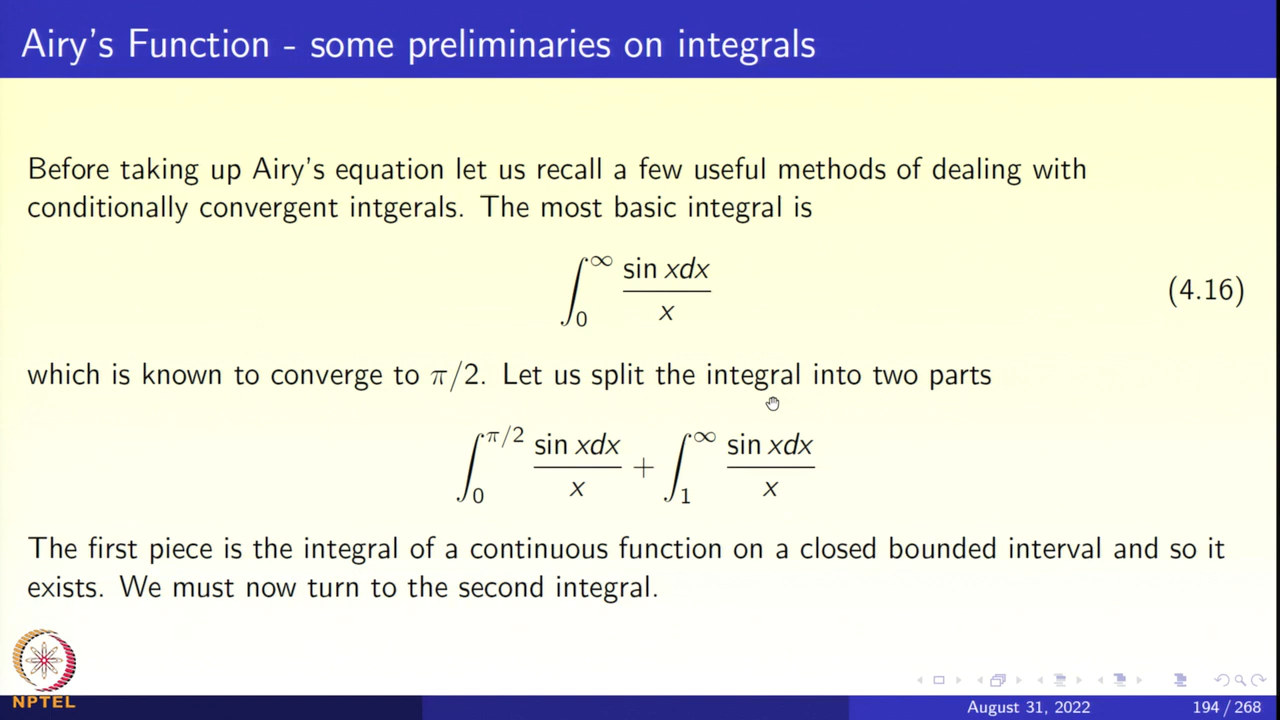 Airy's Function - some preliminaries on integrals
Before taking up Airy's equation let us recall a few useful methods of dealing with
conditionally convergent intgerals. The most basic integral is
∫_0^∞ sin xdx / x (4.16)
which is known to converge to π/2. Let us split the integral into two parts
∫_0^{π/2} sin xdx / x + ∫_1^∞ sin xdx / x
The first piece is the integral of a continuous function on a closed bounded interval and so it
exists. We must now turn to the second integral.
NPTEL
August 31, 2022 194 / 268